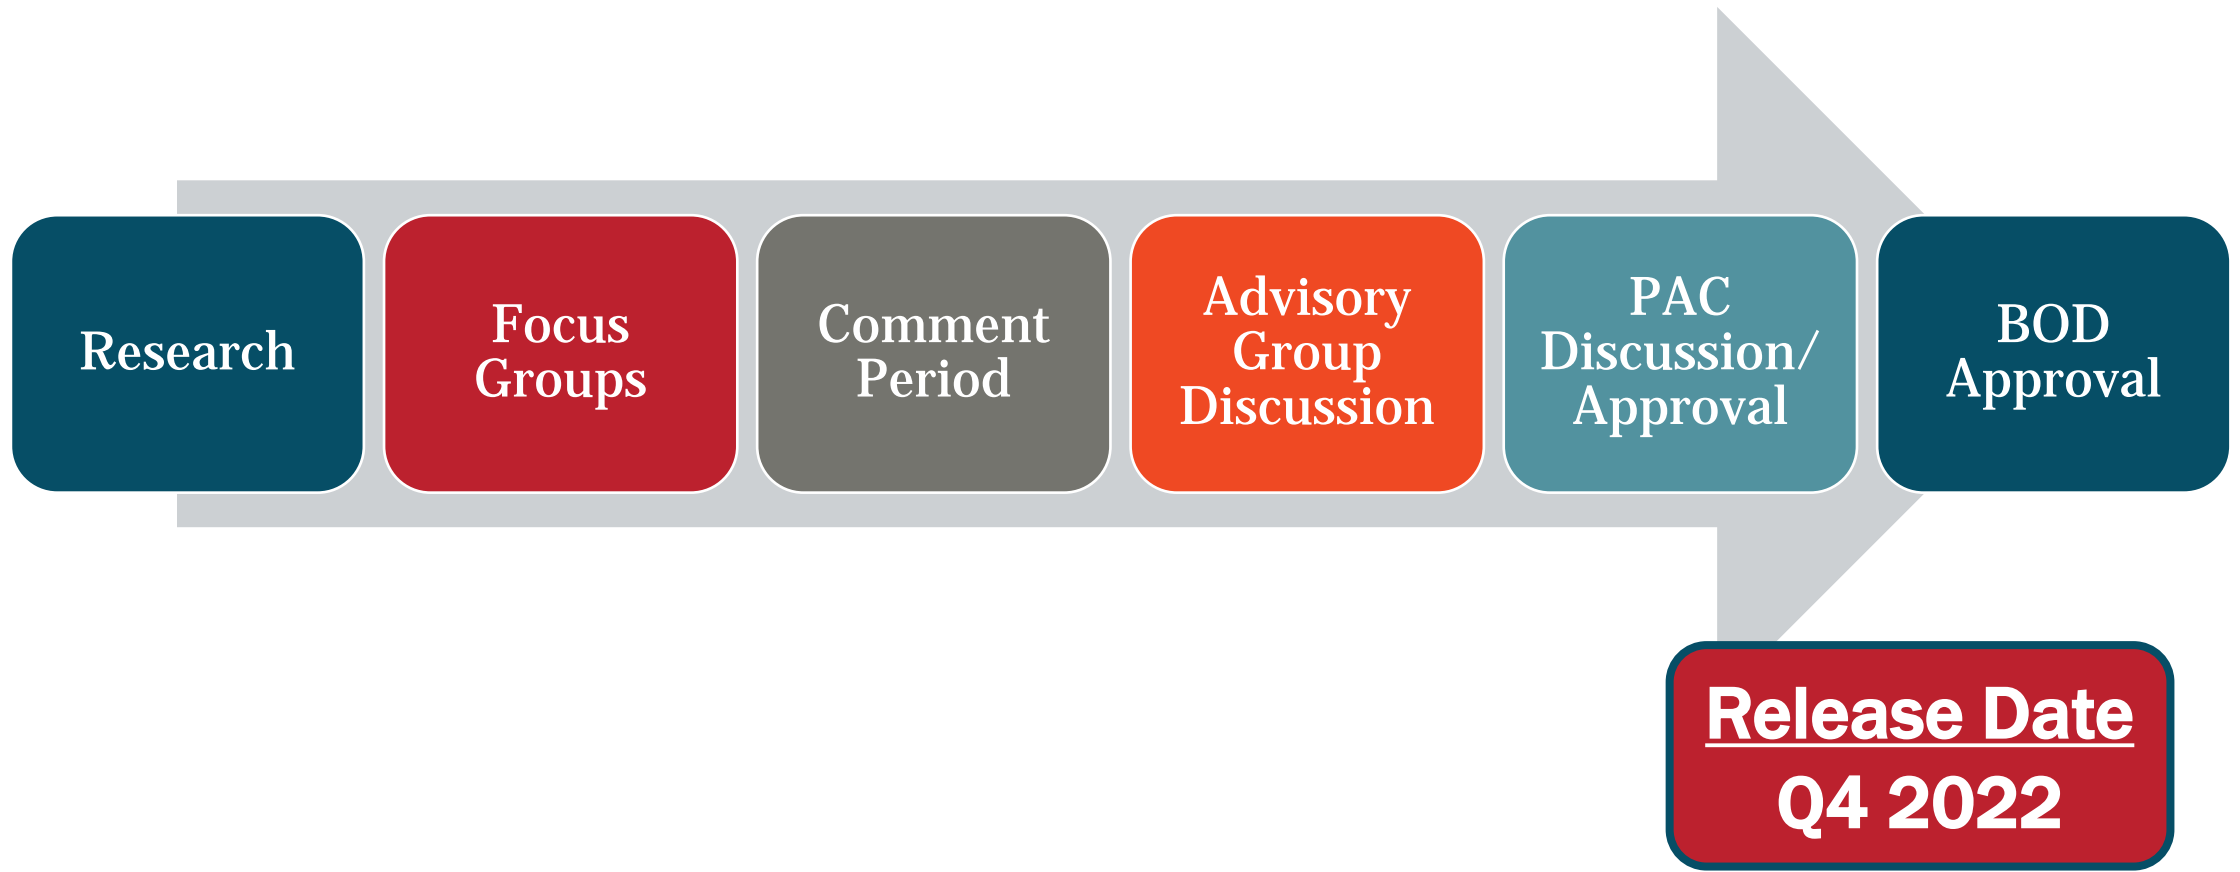 Research
Focus
Groups
Comment
Period
Advisory
Group
Discussion
PAC
Discussion/
Approval
BOD
Approval
Release Date
Q4 2022